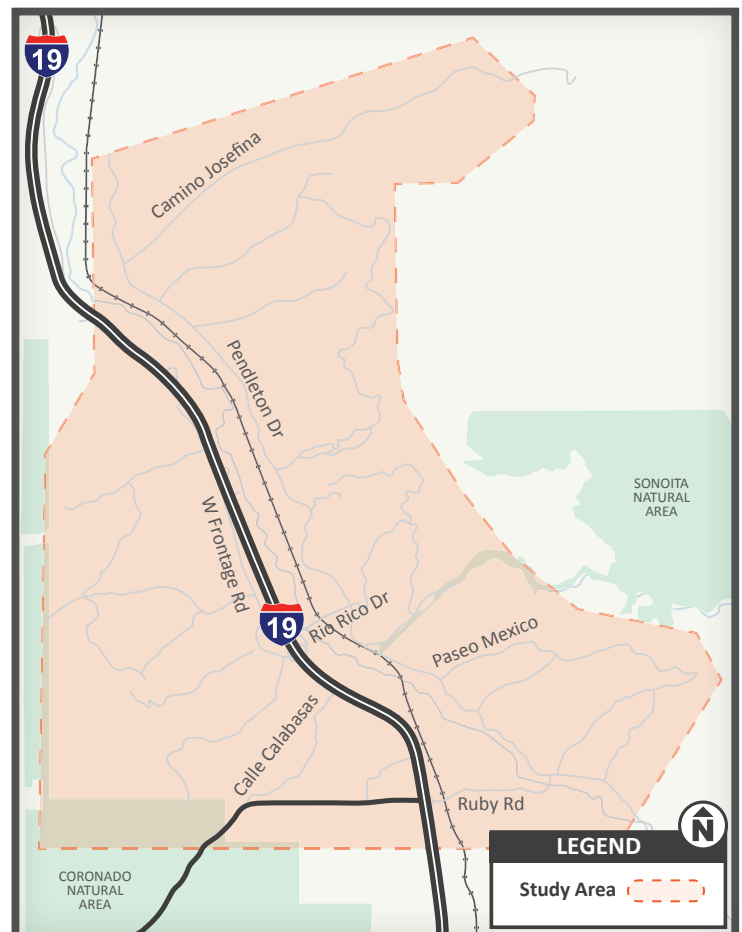 19
Camino Josefina
Pendleton Dr
SONOITA
NATURAL
AREA
W Frontage Rd
19
Rio Rico Dr
Paseo Mexico
Calle Calabasas
Ruby Rd
N
LEGEND
Study Area
CORONADO
NATURAL
AREA